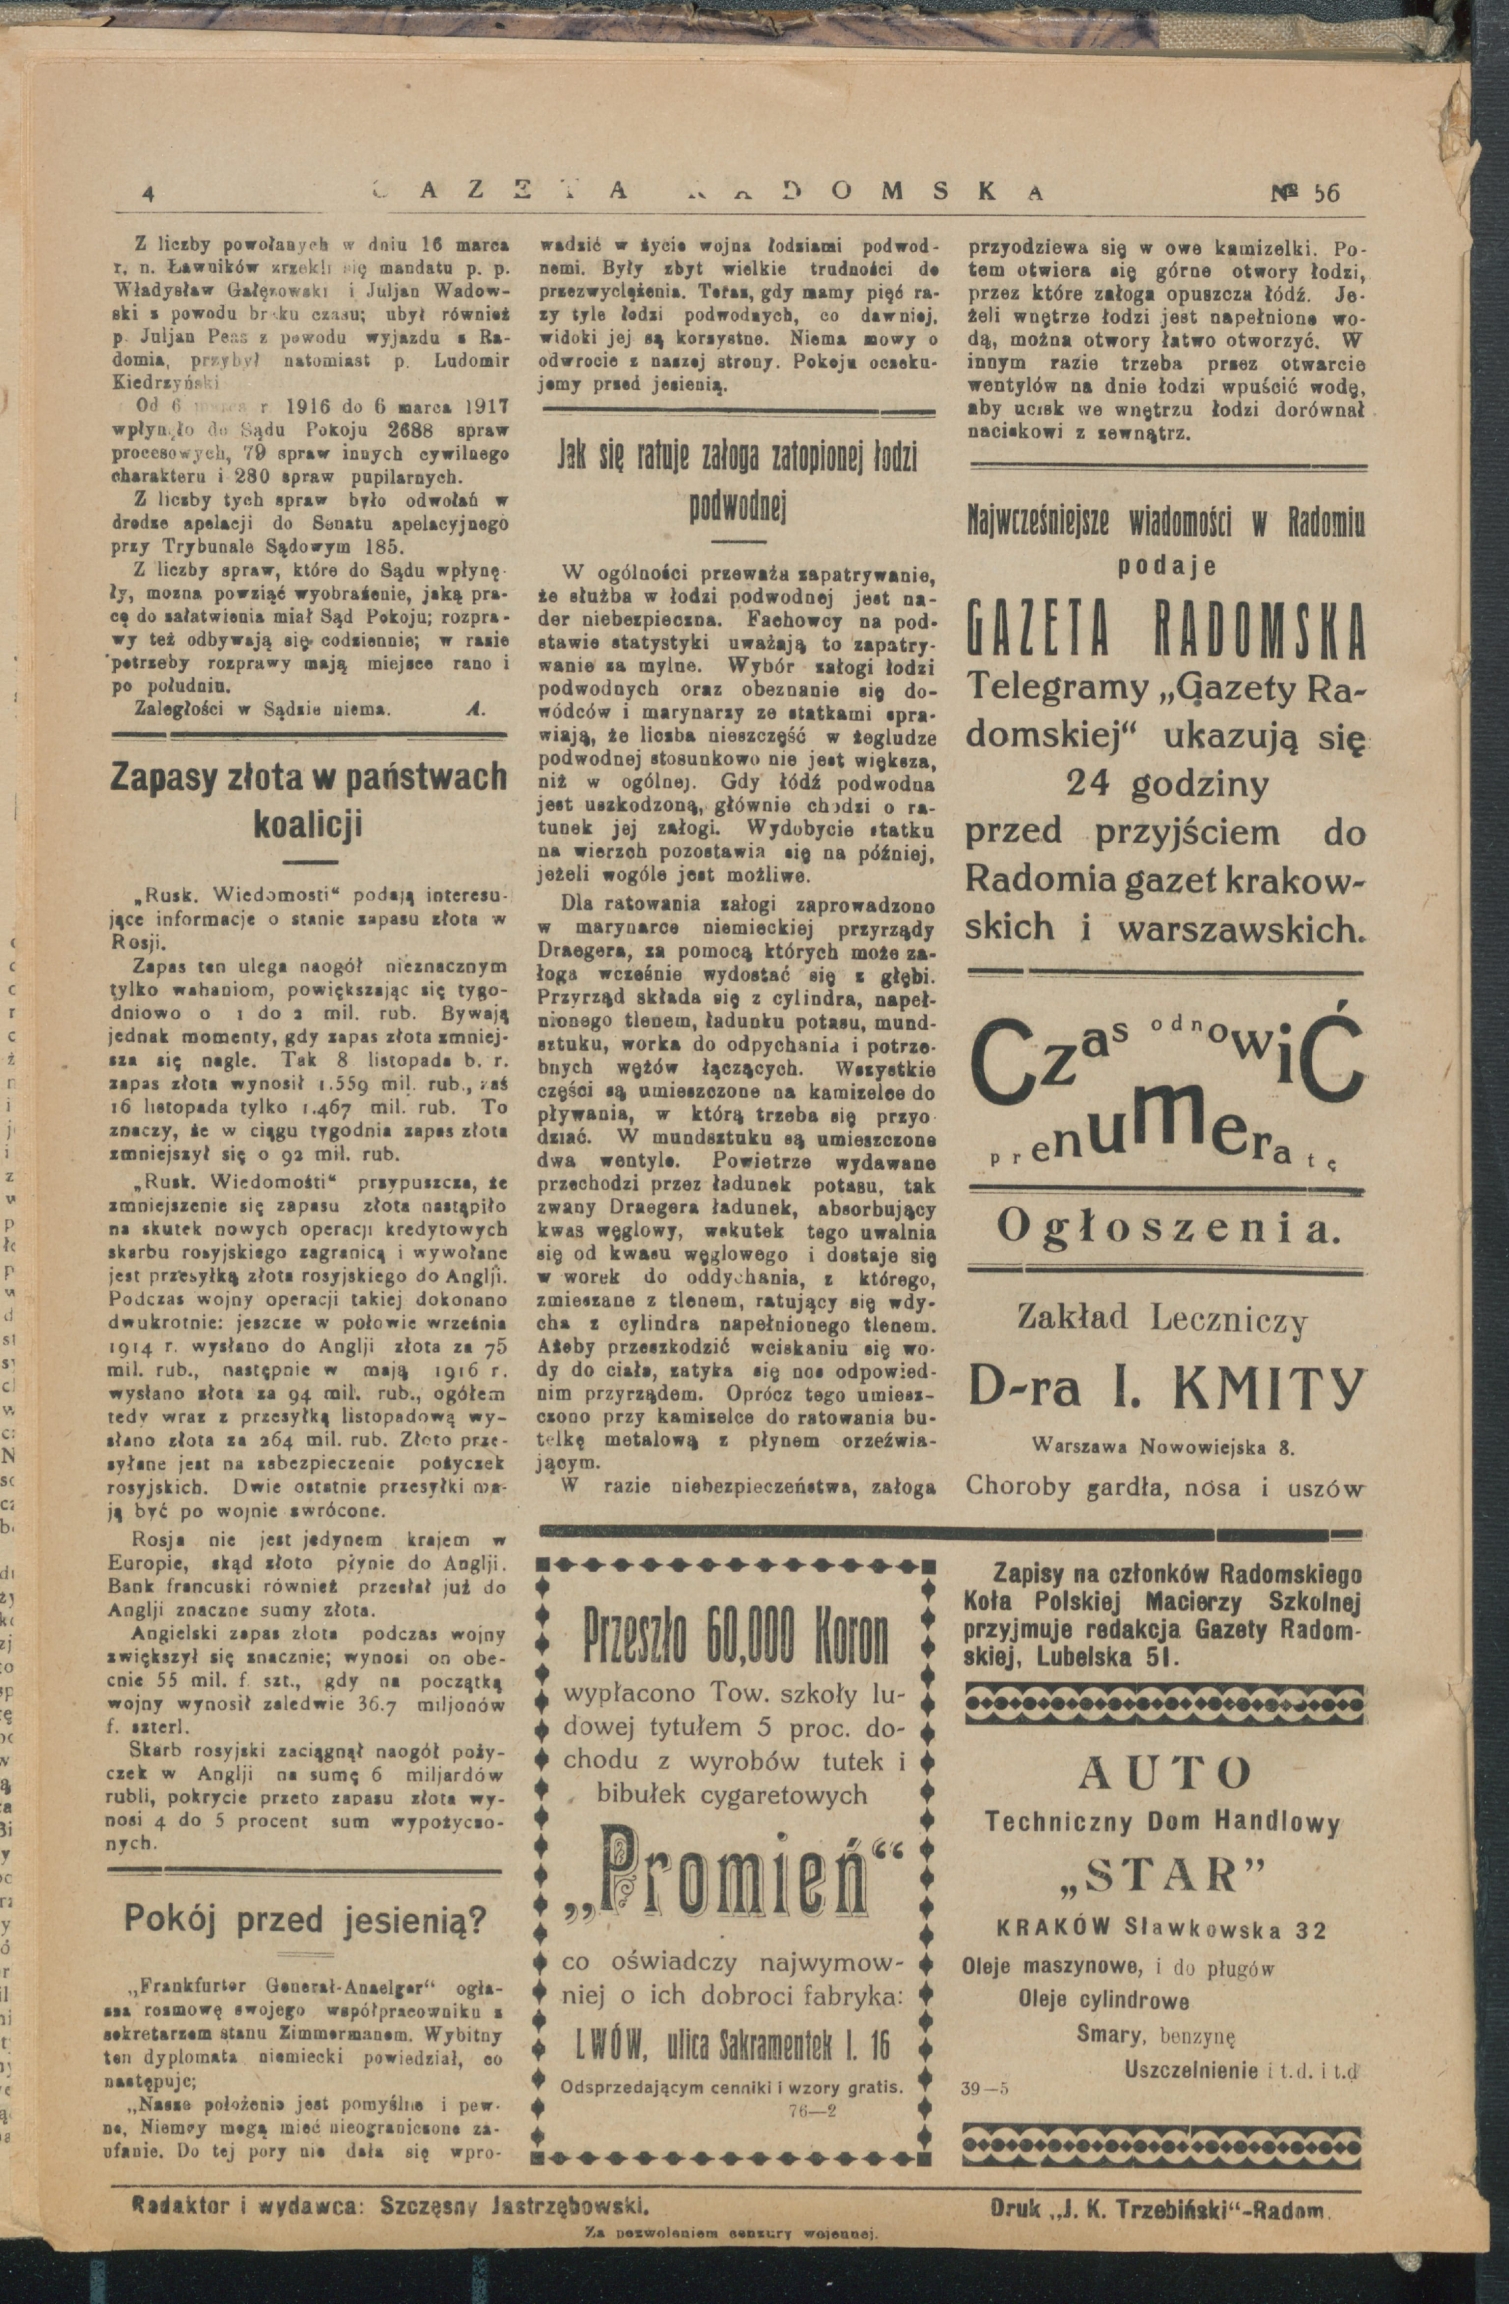 4
GAZETA RADOMSKA
№ 56
Z liczby powołanych w dniu 16 marca
r. n. Ławników zrzekli się mandatu p. p.
Władysław Gałęzowski i Juljan Wadow-
ski z powodu braku czasu; ubył również
p. Juljan Peas z powodu wyjazdu z Ra-
domia, przybył natomiast p. Ludomir
Kiedrzyński
Od 6 marca r. 1916 do 6 marca 1917
wpłynęło do Sądu Pokoju 2688 spraw
procesowych, 79 spraw innych cywilnego
charakteru i 280 spraw pupilarnych.
Z liczby tych spraw było odwołań w
drodze apelacji do Senatu apelacyjnego
przy Trybunale Sądowym 185.
Z liczby spraw, które do Sądu wpłynę-
ły, można powziąć wyobrażenie, jaką pra-
cę do załatwienia miał Sąd Pokoju; rozpra-
wy też odbywają się codziennie; w razie
potrzeby rozprawy mają miejsce rano i
po południu.
Zaległości w Sądzie niema. A.
Zapasy złota w państwach
koalicji
„Rusk. Wiedomosti“ podają interesu-
jące informacje o stanie zapasu złota w
Rosji.
Zapas ten ulega naogół nieznacznym
tylko wahaniom, powiększając się tygo-
dniowo o 1 do 2 mil. rub. Bywają
jednak momenty, gdy zapas złota zmniej-
sza się nagle. Tak 8 listopada b. r.
zapas złota wynosił 1.559 mil. rub., zaś
16 listopada tylko 1.467 mil. rub. To
znaczy, że w ciągu tygodnia zapas złota
zmniejszył się o 92 mil. rub.
„Rusk. Wiedomośti“ przypuszcza, że
zmniejszenie się zapasu złota nastąpiło
na skutek nowych operacji kredytowych
skarbu rosyjskiego zagranicą i wywołane
jest przesyłką złota rosyjskiego do Anglji.
Podczas wojny operacji takiej dokonano
dwukrotnie: jeszcze w połowie września
1914 r. wysłano do Anglji złota za 75
mil. rub., następnie w mają 1916 r.
wysłano złota za 94 mil. rub., ogółem
tedy wraz z przesyłką listopadową wy-
słano złota za 264 mil. rub. Złoto prze-
syłane jest na zabezpieczenie pożyczek
rosyjskich. Dwie ostatnie przesyłki ma-
ją być po wojnie zwrócone.
Rosja nie jest jedynem krajem w
Europie, skąd złoto płynie do Anglji.
Bank francuski również przesłał już do
Anglji znaczne sumy złota.
Angielski zapas złota podczas wojny
zwiększył się znacznie; wynosi on obe-
cnie 55 mil. f. szt., gdy na początką
wojny wynosił zaledwie 36.7 miljonów
f. szterl.
Skarb rosyjski zaciągnął naogół poży-
czek w Anglji na sumę 6 miljardów
rubli, pokrycie przeto zapasu złota wy-
nosi 4 do 5 procent sum wypożyczo-
nych.
Pokój przed jesienią?
„Frankfurter Generał-Anzelger“ ogła-
sza rozmowę swojego współpracowniku z
sekretarzem stanu Zimmermanem. Wybitny
ten dyplomata niemiecki powiedział, co
następuje;
„Nasze położenie jest pomyślne i pew-
ne, Niemcy mogą mieć nieograniczone za-
ufanie. Do tej pory nie dała się wpro-
wadzić w życie wojna łodziami podwod-
nemi. Były zbyt wielkie trudności do
przezwyciężenia. Teraz, gdy mamy pięć ra-
zy tyle łodzi podwodnych, co dawniej,
widoki jej są korzystne. Niema mowy o
odwrocie z naszej strony. Pokoju oczeku-
jemy przed jesienią.
Jak się ratuje załoga zatopionej łodzi
podwodnej
W ogólności przeważa zapatrywanie,
że służba w łodzi podwodnej jest na-
der niebezpieczna. Fachowcy na pod-
stawie statystyki uważają to zapatry-
wanie za mylne. Wybór załogi łodzi
podwodnych oraz obeznanie się do-
wódców i marynarzy ze statkami spra-
wiają, że liczba nieszczęść w żegludze
podwodnej stosunkowo nie jest większa,
niż w ogólnej. Gdy łódź podwodna
jest uszkodzoną, głównie chodzi o ra-
tunek jej załogi. Wydobycie statku
na wierzch pozostawia się na później,
jeżeli wogóle jest możliwe.
Dla ratowania załogi zaprowadzono
w marynarce niemieckiej przyrządy
Draegera, za pomocą których może za-
łoga wcześnie wydostać się z głębi.
Przyrząd składa się z cylindra, napeł-
nionego tlenem, ładunku potasu, mund-
sztuku, worka do odpychania i potrze-
bnych wężów łączących. Wszystkie
części są umieszczone na kamizelce do
pływania, w którą trzeba się przyo
dziać. W mundsztuku są umieszczone
dwa wentyle. Powietrze wydawane
przechodzi przez ładunek potasu, tak
zwany Draegera ładunek, absorbujący
kwas węglowy, wskutek tego uwalnia
się od kwasu węglowego i dostaje się
w worek do oddychania, z którego,
zmieszane z tlenem, ratujący się wdy-
cha z cylindra napełnionego tlenem.
Ażeby przeszkodzić wciskaniu się wo-
dy do ciała, zatyka się nos odpowied-
nim przyrządem. Oprócz tego umiesz-
czono przy kamizelce do ratowania bu-
telkę metalową z płynem orzeźwia-
jącym.
W razie niebezpieczeństwa, załoga
przyodziewa się w owe kamizelki. Po-
tem otwiera się górne otwory łodzi,
przez które załoga opuszcza łódź. Je-
żeli wnętrze łodzi jest napełnione wo-
dą, można otwory łatwo otworzyć. W
innym razie trzeba przez otwarcie
wentylów na dnie łodzi wpuścić wodę,
aby ucisk we wnętrzu łodzi dorównał
naciskowi z zewnątrz.
Najwcześniejsze wiadomości w Radomiu
podaje
GAZETA RADOMSKA
Telegramy „Gazety Ra-
domskiej“ ukazują się
24 godziny
przed przyjściem do
Radomia gazet krakow-
skich i warszawskich.
Czas odnowiĆ
prenuMeratę
Ogłoszenia.
Zakład Leczniczy
D-ra I. KMITY
Warszawa Nowowiejska 8.
Choroby gardła, nosa i uszów
Przeszło 60,000 Koron
wypłacono Tow. szkoły lu-
dowej tytułem 5 proc. do-
chodu z wyrobów tutek i
bibułek cygaretowych
„Promień“
co oświadczy najwymow-
niej o ich dobroci fabryka:
LWÓW, ulica Sakramentek l. 16
Odsprzedającym cenniki i wzory gratis.
76—2
Zapisy na członków Radomskiego
Koła Polskiej Macierzy Szkolnej
przyjmuje redakcja Gazety Radom-
skiej, Lubelska 51.
AUTO
Techniczny Dom Handlowy
„STAR”
KRAKÓW Sławkowska 32
Oleje maszynowe, i do pługów
Oleje cylindrowe
Smary, benzynę
Uszczelnienie i t.d. i t.d
39—5
Redaktor i wydawca: Szczęsny Jastrzębowski.
Druk „J. K. Trzebiński“-Radom.
Za pozwoleniem cenzury wojennej.